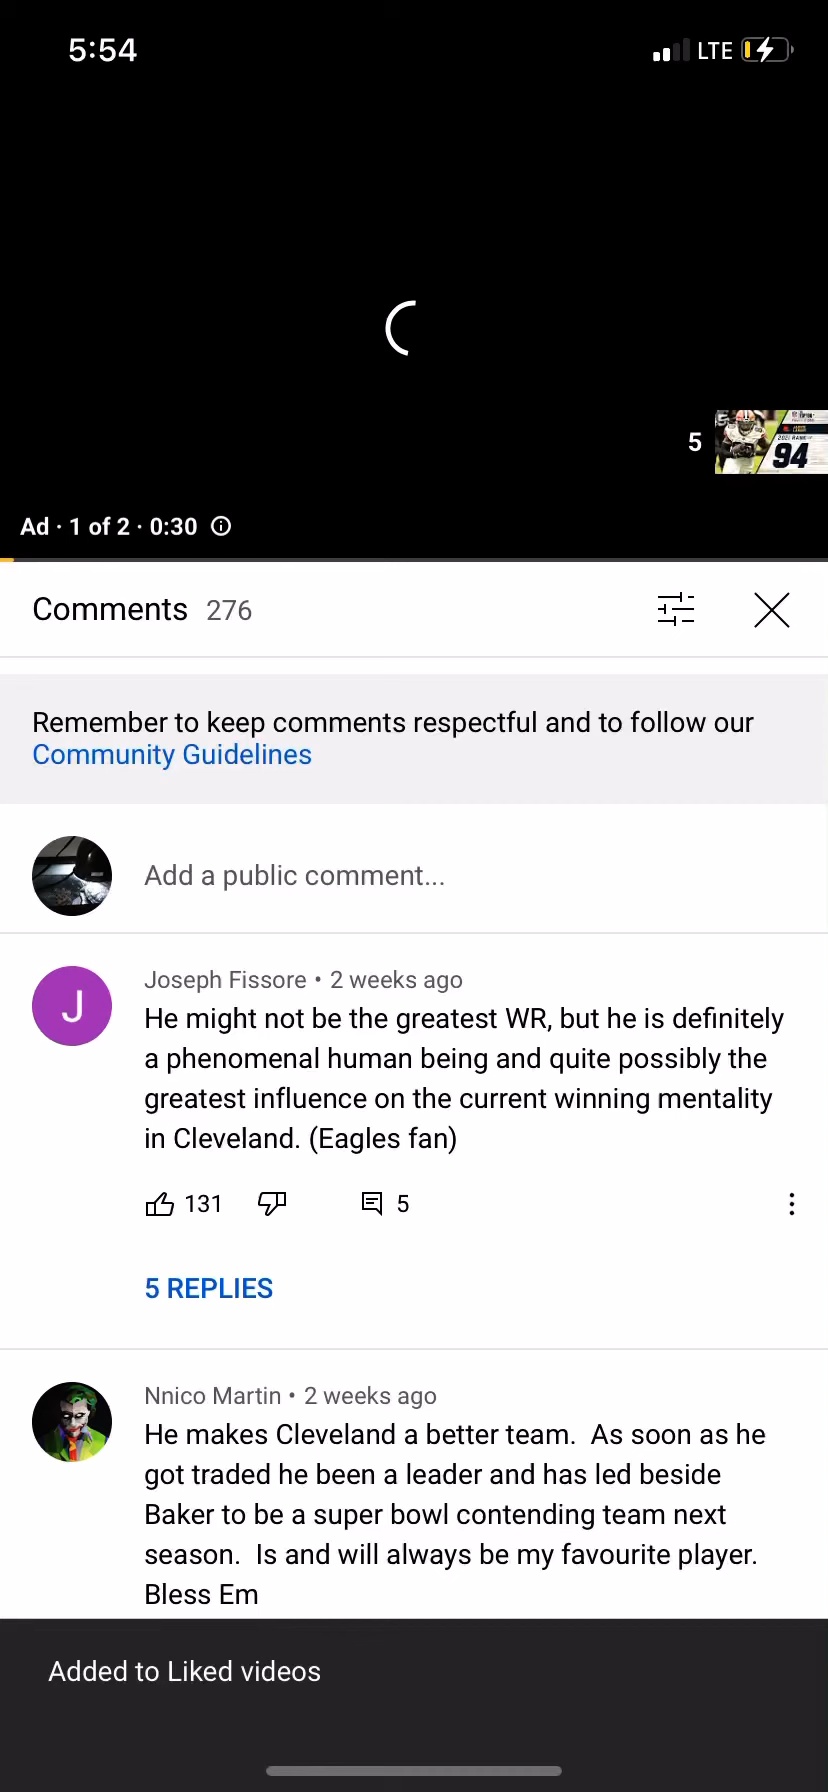 5:54
LTE
5
94
Ad · 1 of 2 · 0:30
Comments 276
Remember to keep comments respectful and to follow our
Community Guidelines
Add a public comment...
J
Joseph Fissore • 2 weeks ago
He might not be the greatest WR, but he is definitely
a phenomenal human being and quite possibly the
greatest influence on the current winning mentality
in Cleveland. (Eagles fan)
131 5
5 REPLIES
Nnico Martin • 2 weeks ago
He makes Cleveland a better team.  As soon as he
got traded he been a leader and has led beside
Baker to be a super bowl contending team next
season.  Is and will always be my favourite player.
Bless Em
Added to Liked videos